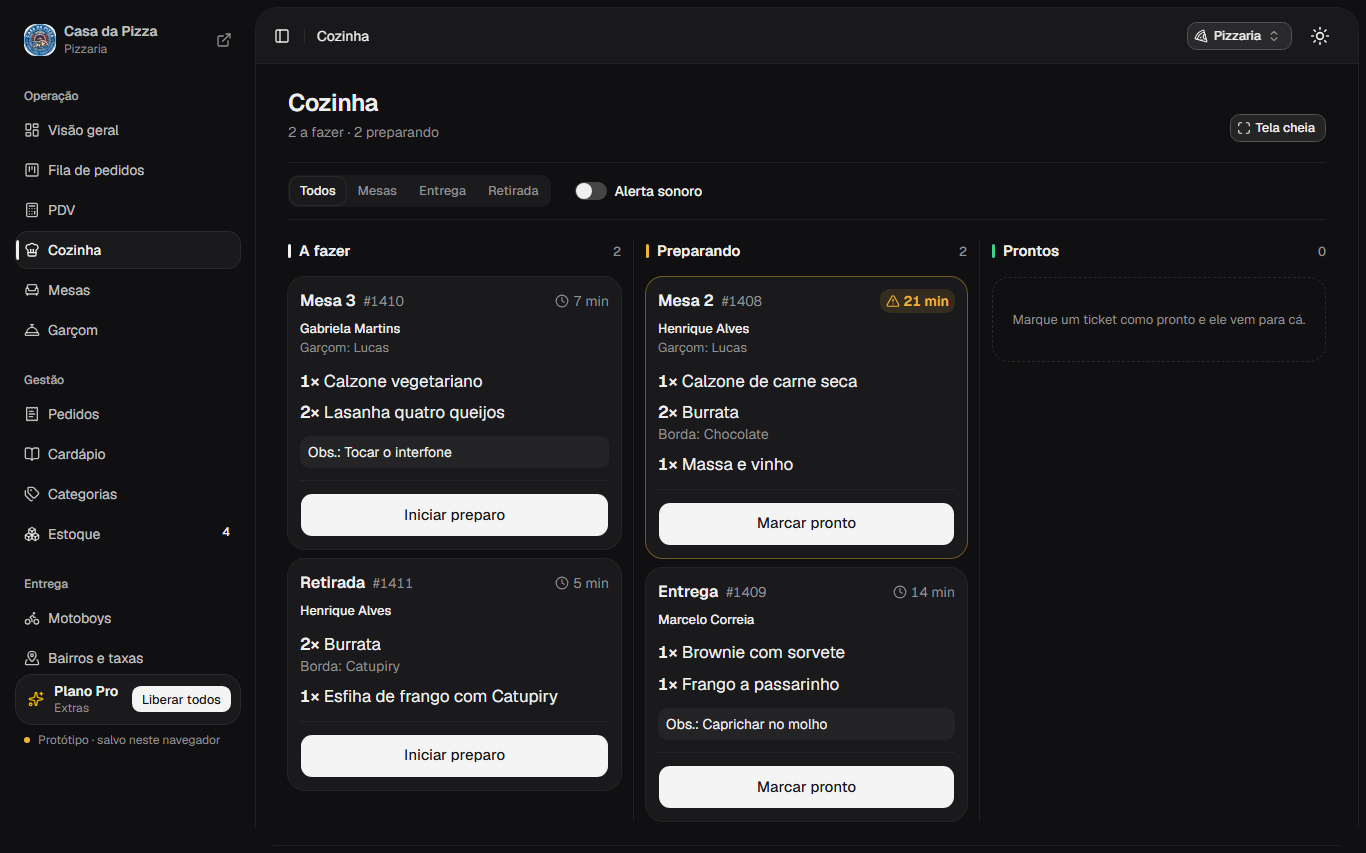 Casa da Pizza
Pizzaria
Operação
Visão geral
Fila de pedidos
PDV
Cozinha
Mesas
Garçom
Gestão
Pedidos
Cardápio
Categorias
Estoque 4
Entrega
Motoboys
Bairros e taxas
Plano Pro
Extras
Liberar todos
Protótipo · salvo neste navegador
Cozinha
Pizzaria
Cozinha
2 a fazer · 2 preparando
Tela cheia
Todos Mesas Entrega Retirada
Alerta sonoro
A fazer 2
Mesa 3 #1410 7 min
Gabriela Martins
Garçom: Lucas
1× Calzone vegetariano
2× Lasanha quatro queijos
Obs.: Tocar o interfone
Iniciar preparo
Retirada #1411 5 min
Henrique Alves
2× Burrata
Borda: Catupiry
1× Esfiha de frango com Catupiry
Iniciar preparo
Preparando 2
Mesa 2 #1408 21 min
Henrique Alves
Garçom: Lucas
1× Calzone de carne seca
2× Burrata
Borda: Chocolate
1× Massa e vinho
Marcar pronto
Entrega #1409 14 min
Marcelo Correia
1× Brownie com sorvete
1× Frango a passarinho
Obs.: Caprichar no molho
Marcar pronto
Prontos 0
Marque um ticket como pronto e ele vem para cá.